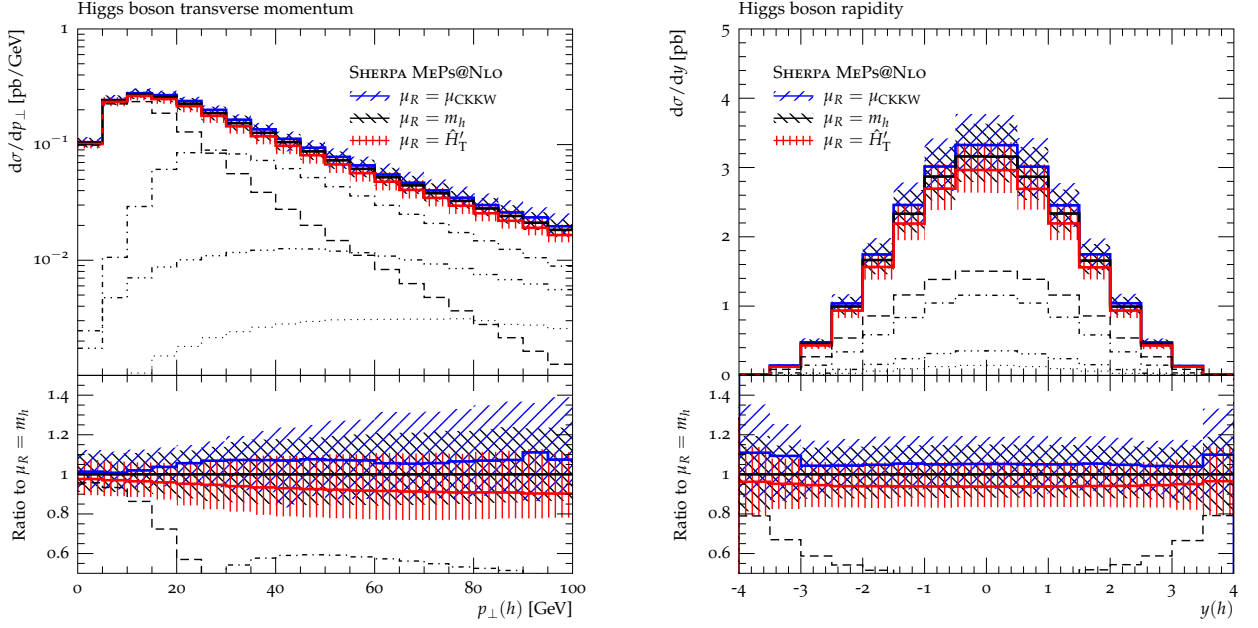 Higgs boson transverse momentum
dσ/dp⊥ [pb/GeV]
1
10⁻¹
10⁻²
SHERPA MEPS@NLO
μR = μCKKW
μR = mh
μR = Ĥ′T
Ratio to μR = mh
1.4
1.2
1
0.8
0.6
0 20 40 60 80 100
p⊥(h) [GeV]
Higgs boson rapidity
dσ/dy [pb]
5
4
3
2
1
0
SHERPA MEPS@NLO
μR = μCKKW
μR = mh
μR = Ĥ′T
Ratio to μR = mh
1.4
1.2
1
0.8
0.6
-4 -3 -2 -1 0 1 2 3 4
y(h)